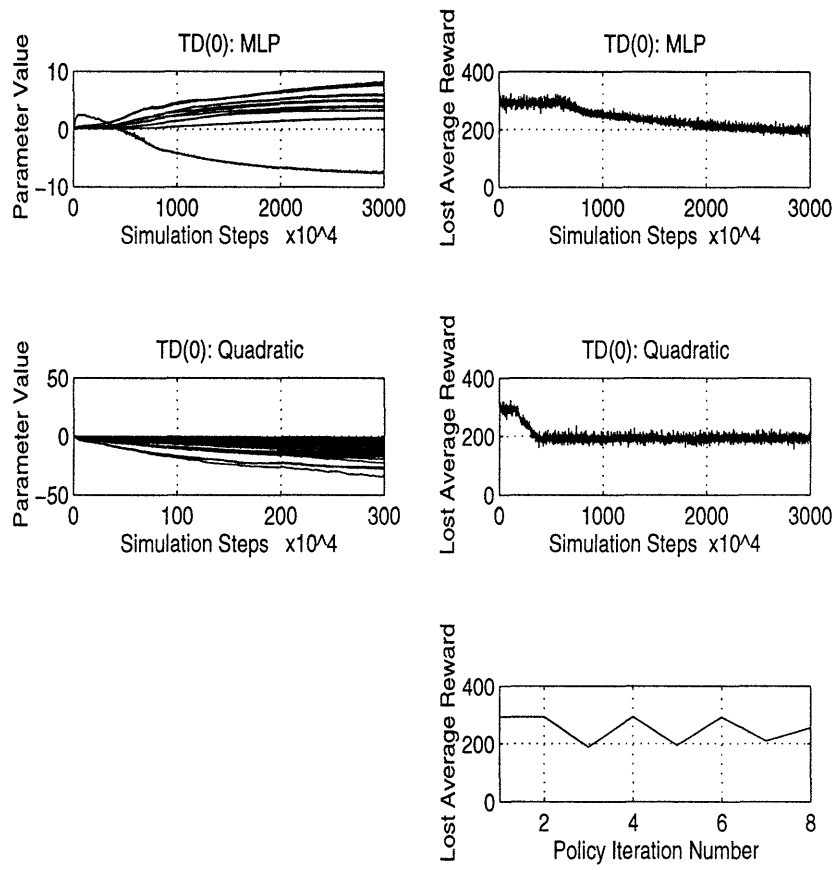 TD(0): MLP
Parameter Value
10
0
−10
0 1000 2000 3000
Simulation Steps x10^4
TD(0): MLP
Lost Average Reward
400
200
0
0 1000 2000 3000
Simulation Steps x10^4
TD(0): Quadratic
Parameter Value
50
0
−50
0 100 200 300
Simulation Steps x10^4
TD(0): Quadratic
Lost Average Reward
400
200
0
0 1000 2000 3000
Simulation Steps x10^4
Lost Average Reward
400
200
0
2 4 6 8
Policy Iteration Number